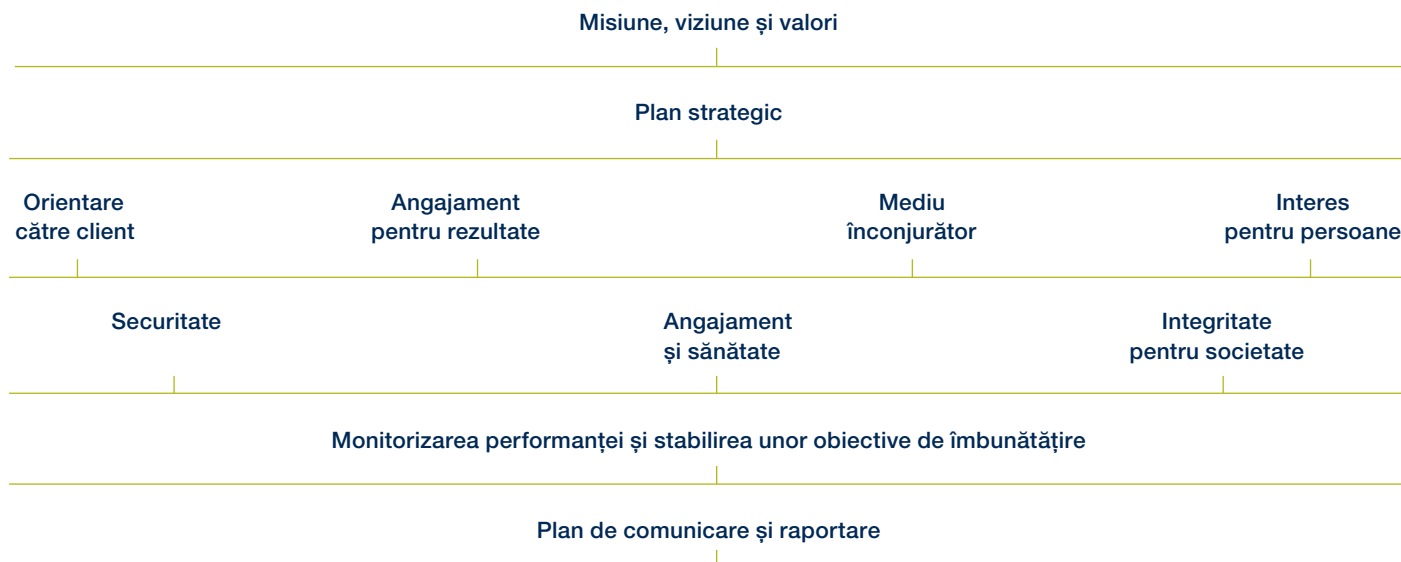 Misiune, viziune și valori
Plan strategic
Orientare
către client
Angajament
pentru rezultate
Mediu
înconjurător
Interes
pentru persoane
Securitate
Angajament
și sănătate
Integritate
pentru societate
Monitorizarea performanței și stabilirea unor obiective de îmbunătățire
Plan de comunicare și raportare